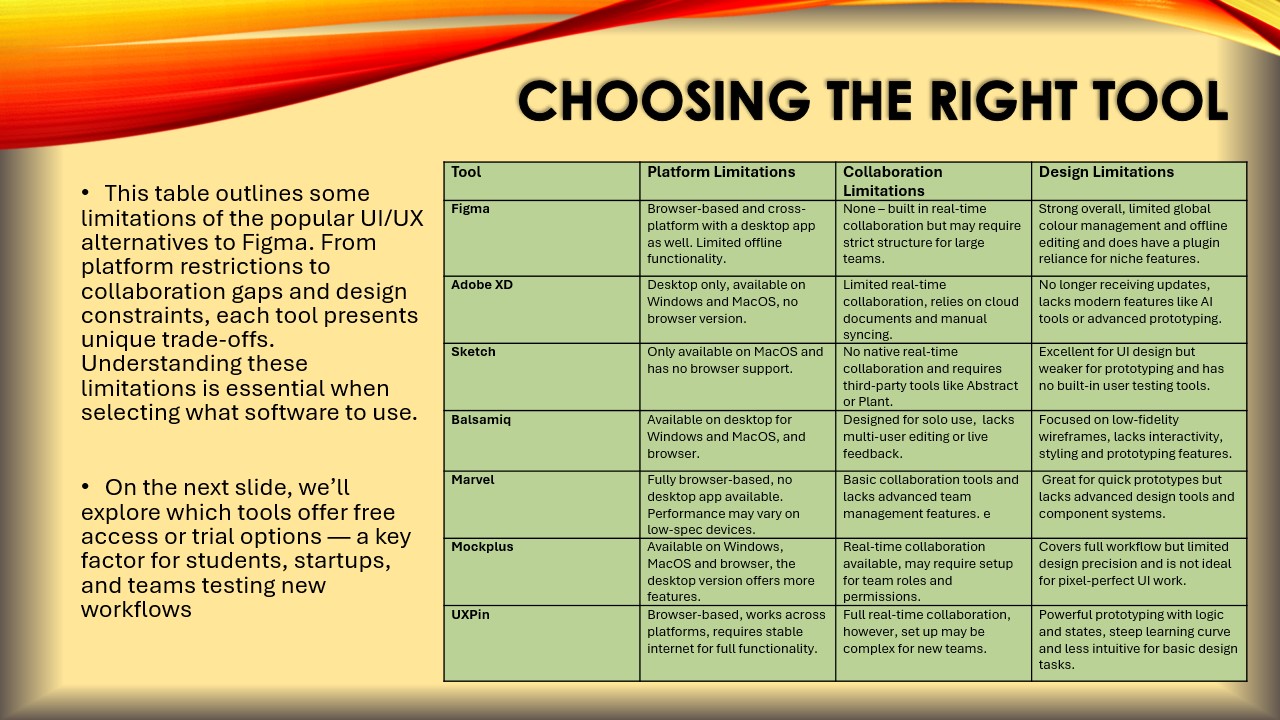 CHOOSING THE RIGHT TOOL
• This table outlines some
limitations of the popular UI/UX
alternatives to Figma. From
platform restrictions to
collaboration gaps and design
constraints, each tool presents
unique trade-offs.
Understanding these
limitations is essential when
selecting what software to use.
• On the next slide, we’ll
explore which tools offer free
access or trial options — a key
factor for students, startups,
and teams testing new
workflows
Tool
Platform Limitations
Collaboration
Limitations
Design Limitations
Figma
Browser-based and cross-
platform with a desktop app
as well. Limited offline
functionality.
None – built in real-time
collaboration but may require
strict structure for large
teams.
Strong overall, limited global
colour management and offline
editing and does have a plugin
reliance for niche features.
Adobe XD
Desktop only, available on
Windows and MacOS, no
browser version.
Limited real-time
collaboration, relies on cloud
documents and manual
syncing.
No longer receiving updates,
lacks modern features like AI
tools or advanced prototyping.
Sketch
Only available on MacOS and
has no browser support.
No native real-time
collaboration and requires
third-party tools like Abstract
or Plant.
Excellent for UI design but
weaker for prototyping and has
no built-in user testing tools.
Balsamiq
Available on desktop for
Windows and MacOS, and
browser.
Designed for solo use,  lacks
multi-user editing or live
feedback.
Focused on low-fidelity
wireframes, lacks interactivity,
styling and prototyping features.
Marvel
Fully browser-based, no
desktop app available.
Performance may vary on
low-spec devices.
Basic collaboration tools and
lacks advanced team
management features. e
Great for quick prototypes but
lacks advanced design tools and
component systems.
Mockplus
Available on Windows,
MacOS and browser, the
desktop version offers more
features.
Real-time collaboration
available, may require setup
for team roles and
permissions.
Covers full workflow but limited
design precision and is not ideal
for pixel-perfect UI work.
UXPin
Browser-based, works across
platforms, requires stable
internet for full functionality.
Full real-time collaboration,
however, set up may be
complex for new teams.
Powerful prototyping with logic
and states, steep learning curve
and less intuitive for basic design
tasks.